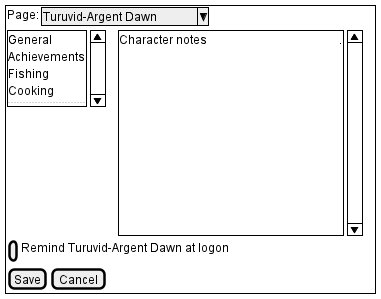 Page: Turuvid-Argent Dawn
General
Achievements
Fishing
Cooking
Character notes .
Remind Turuvid-Argent Dawn at logon
Save Cancel